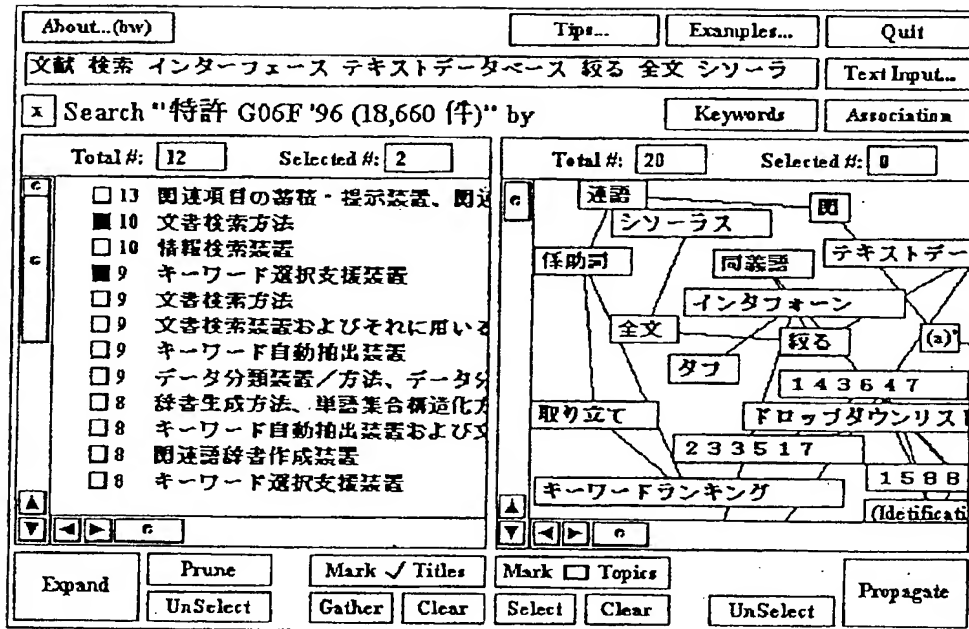 About...(bw)
Tips...
Examples...
Quit
文献 検索 インターフェース テキストデータベース 絞る 全文 シソーラ
Text Input...
x Search "特許 G06F '96 (18,660 件)" by
Keywords
Association
Total #: 12
Selected #: 2
Total #: 20
Selected #: 0
13 関連項目の蓄積・提示装置、関連
10 文書検索方法
10 情報検索装置
9 キーワード選択支援装置
9 文書検索方法
9 文書検索装置およびそれに用いる
9 キーワード自動抽出装置
9 データ分類装置/方法、データ分
8 辞書生成方法、単語集合構造化方
8 キーワード自動抽出装置および文
8 関連語辞書作成装置
8 キーワード選択支援装置
連語
シソーラス
図
係助詞
同義語
テキストデー
インタフォーン
全文
絞る
(a)"
タブ
143647
取り立て
ドロップダウンリスト
233517
1588
キーワードランキング
(Idetificati
Expand
Prune
UnSelect
Mark ✓ Titles
Gather
Clear
Mark □ Topics
Select
Clear
UnSelect
Propagate